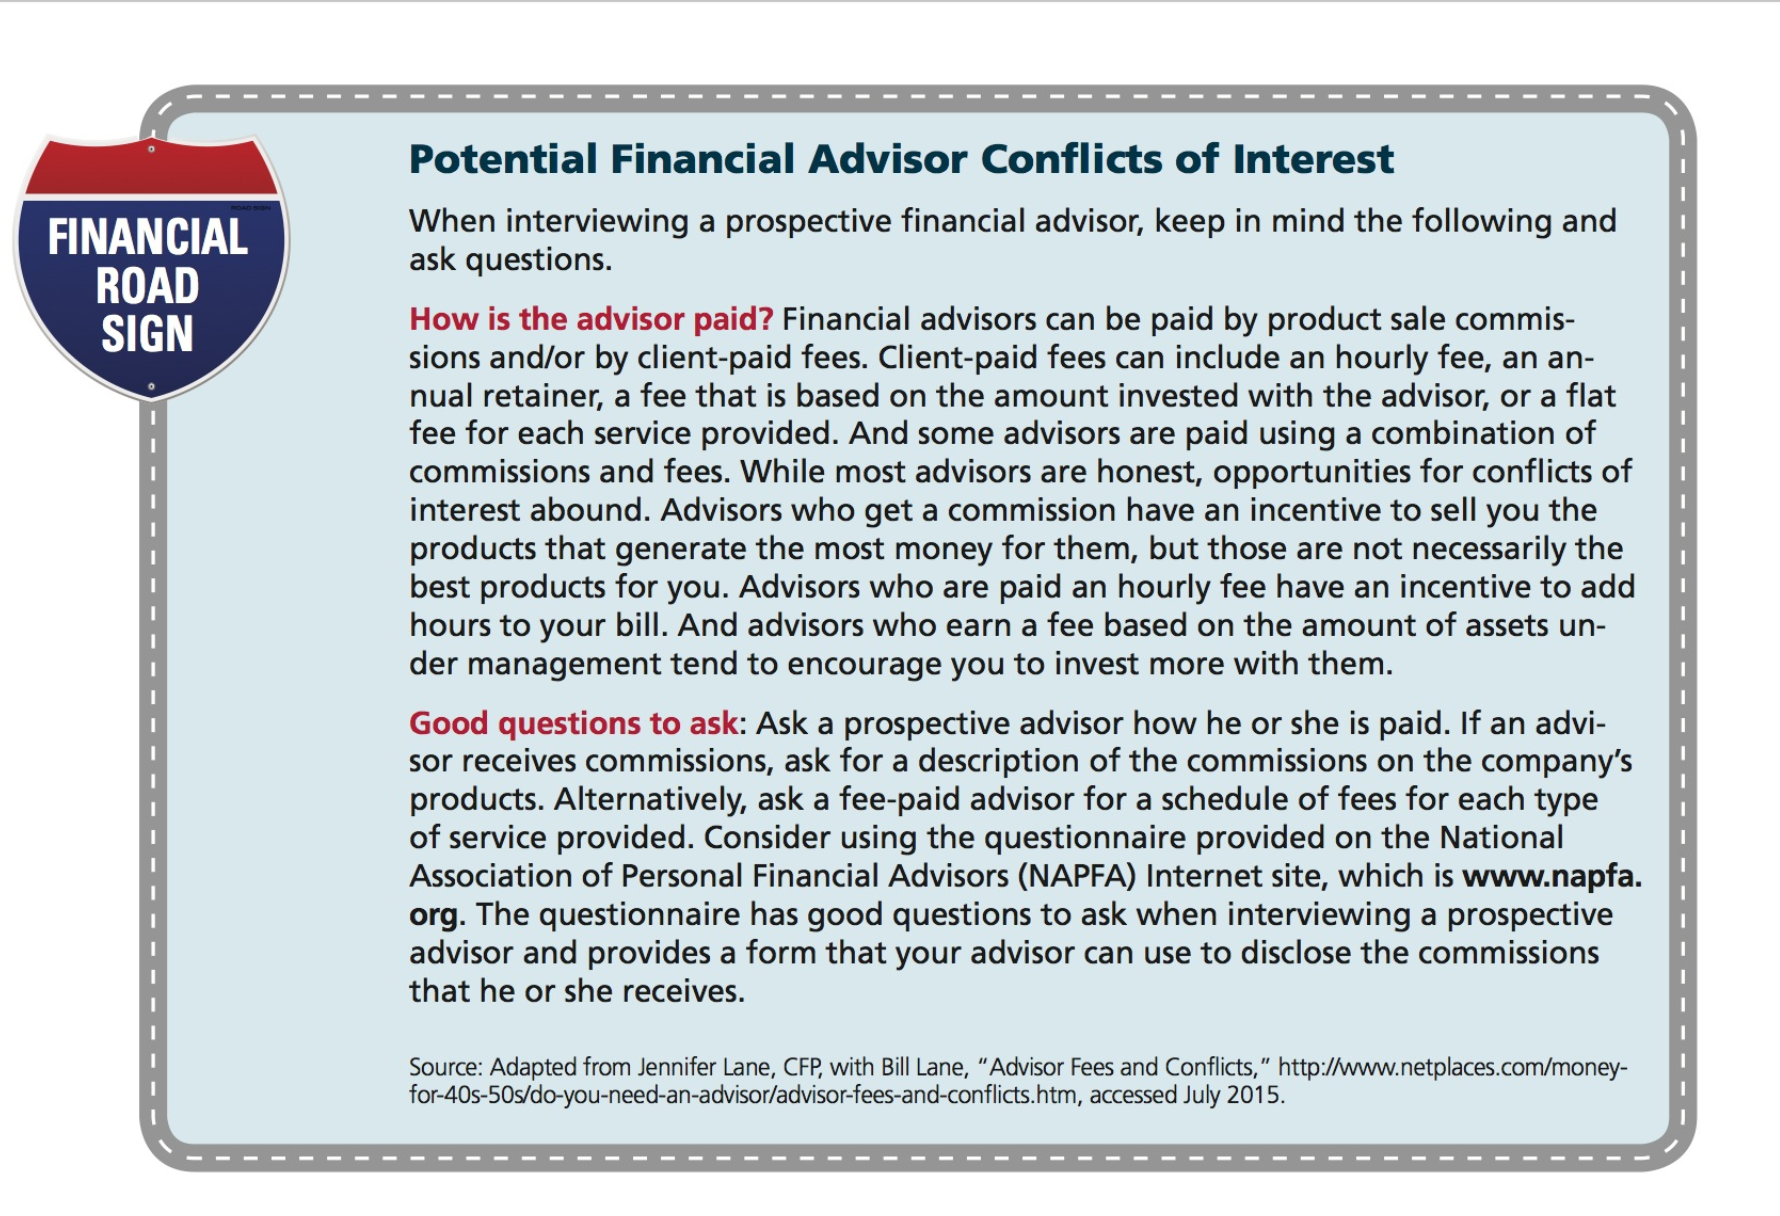 Potential Financial Advisor Conflicts of Interest
When interviewing a prospective financial advisor, keep in mind the following and
ask questions.
FINANCIAL
ROAD
SIGN
How is the advisor paid? Financial advisors can be paid by product sale commis-
sions and/or by client-paid fees. Client-paid fees can include an hourly fee, an an-
nual retainer, a fee that is based on the amount invested with the advisor, or a flat
fee for each service provided. And some advisors are paid using a combination of
commissions and fees. While most advisors are honest, opportunities for conflicts of
interest abound. Advisors who get a commission have an incentive to sell you the
products that generate the most money for them, but those are not necessarily the
best products for you. Advisors who are paid an hourly fee have an incentive to add
hours to your bill. And advisors who earn a fee based on the amount of assets un-
der management tend to encourage you to invest more with them.
Good questions to ask: Ask a prospective advisor how he or she is paid. If an advi-
sor receives commissions, ask for a description of the commissions on the company’s
products. Alternatively, ask a fee-paid advisor for a schedule of fees for each type
of service provided. Consider using the questionnaire provided on the National
Association of Personal Financial Advisors (NAPFA) Internet site, which is www.napfa.
org. The questionnaire has good questions to ask when interviewing a prospective
advisor and provides a form that your advisor can use to disclose the commissions
that he or she receives.
Source: Adapted from Jennifer Lane, CFP, with Bill Lane, “Advisor Fees and Conflicts,” http://www.netplaces.com/money-
for-40s-50s/do-you-need-an-advisor/advisor-fees-and-conflicts.htm, accessed July 2015.